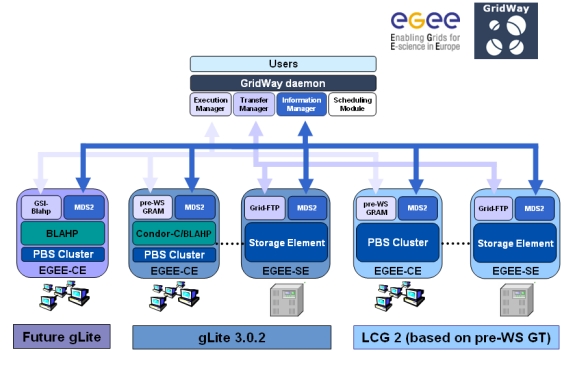 egee
Enabling Grids for
E-science in Europe
GridWay
Users
GridWay daemon
Execution
Manager
Transfer
Manager
Information
Manager
Scheduling
Module
GSI-
Blahp
MDS2
BLAHP
PBS Cluster
EGEE-CE
pre-WS
GRAM
MDS2
Condor-C/BLAHP
PBS Cluster
EGEE-CE
Grid-FTP
MDS2
Storage Element
EGEE-SE
pre-WS
GRAM
MDS2
PBS Cluster
EGEE-CE
Grid-FTP
MDS2
Storage Element
EGEE-SE
Future gLite
gLite 3.0.2
LCG 2 (based on pre-WS GT)